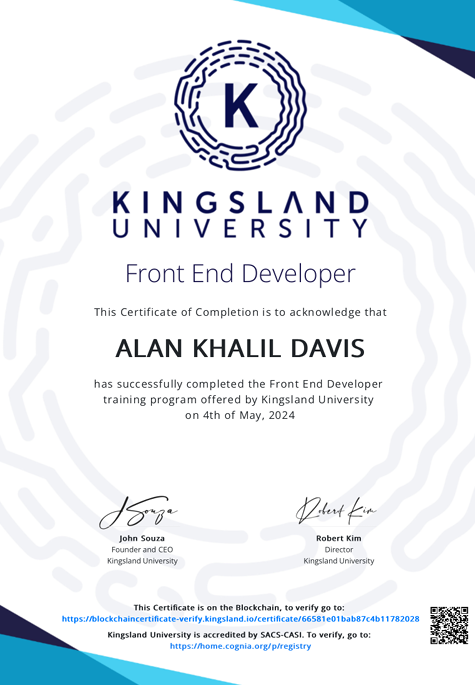 K
KINGSLAND
UNIVERSITY
Front End Developer
This Certificate of Completion is to acknowledge that
ALAN KHALIL DAVIS
has successfully completed the Front End Developer
training program offered by Kingsland University
on 4th of May, 2024
JSouza
Robert Kim
John Souza
Robert Kim
Founder and CEO
Director
Kingsland University
Kingsland University
This Certificate is on the Blockchain, to verify go to:
https://blockchaincertificate-verify.kingsland.io/certificate/66581e01bab87c4b11782028
Kingsland University is accredited by SACS-CASI. To verify, go to:
https://home.cognia.org/p/registry